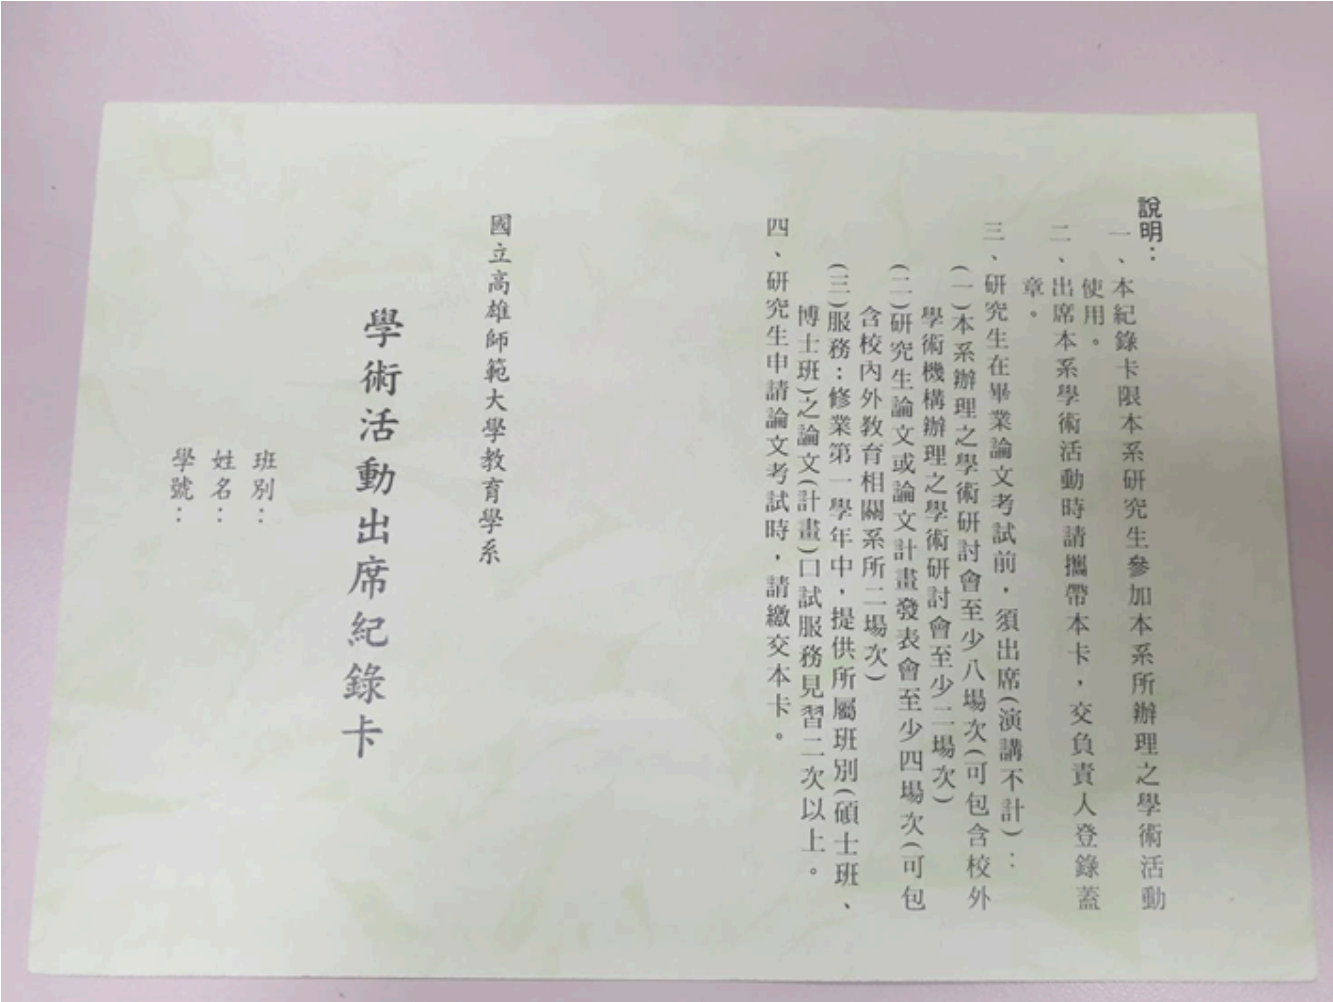 說明：
一、本紀錄卡限本系研究生參加本系所辦理之學術活動
使用。
二、出席本系學術活動時請攜帶本卡，交負責人登錄蓋
章。
三、研究生在畢業論文考試前，須出席(演講不計)：
(一)本系辦理之學術研討會至少八場次(可包含校外
學術機構辦理之學術研討會至少二場次)
(二)研究生論文或論文計畫發表會至少四場次(可包
含校內外教育相關系所二場次)
(三)服務：修業第一學年中，提供所屬班別(碩士班、
博士班)之論文(計畫)口試服務見習二次以上。
四、研究生申請論文考試時，請繳交本卡。
國立高雄師範大學教育學系
學術活動出席紀錄卡
班別：
姓名：
學號：